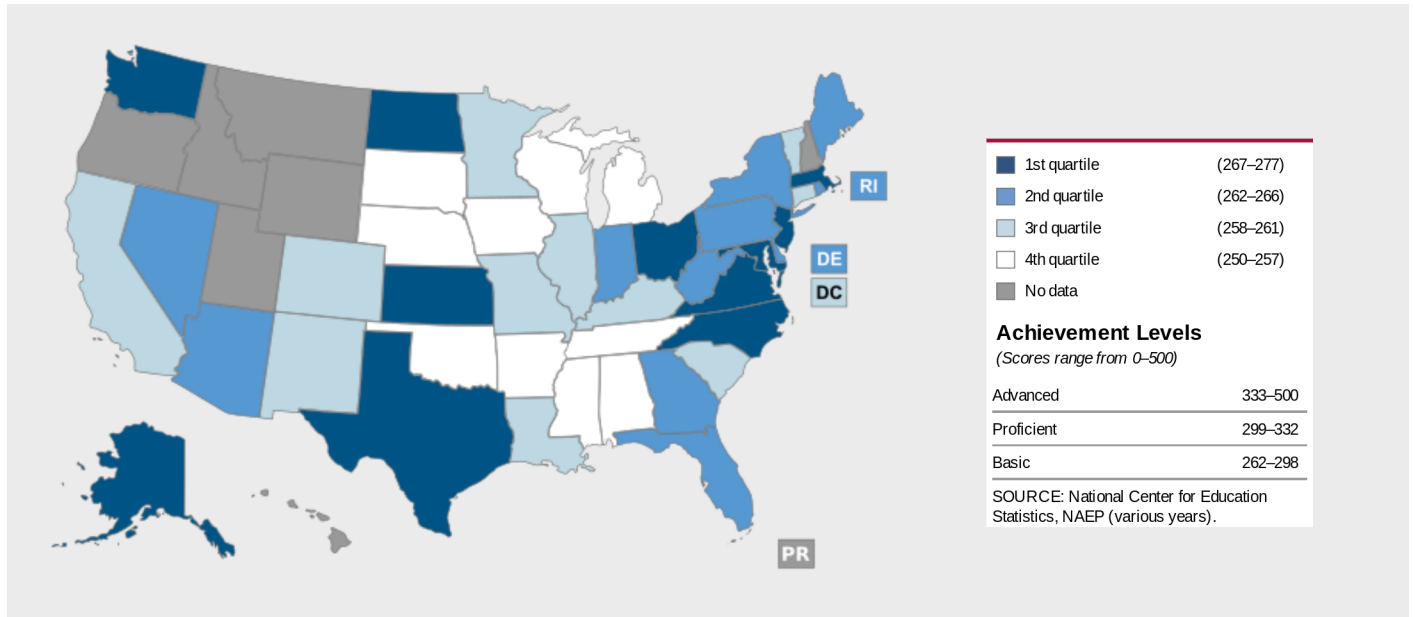 RI
DE
DC
PR
1st quartile (267–277)
2nd quartile (262–266)
3rd quartile (258–261)
4th quartile (250–257)
No data
Achievement Levels
(Scores range from 0–500)
Advanced 333–500
Proficient 299–332
Basic 262–298
SOURCE: National Center for Education
Statistics, NAEP (various years).